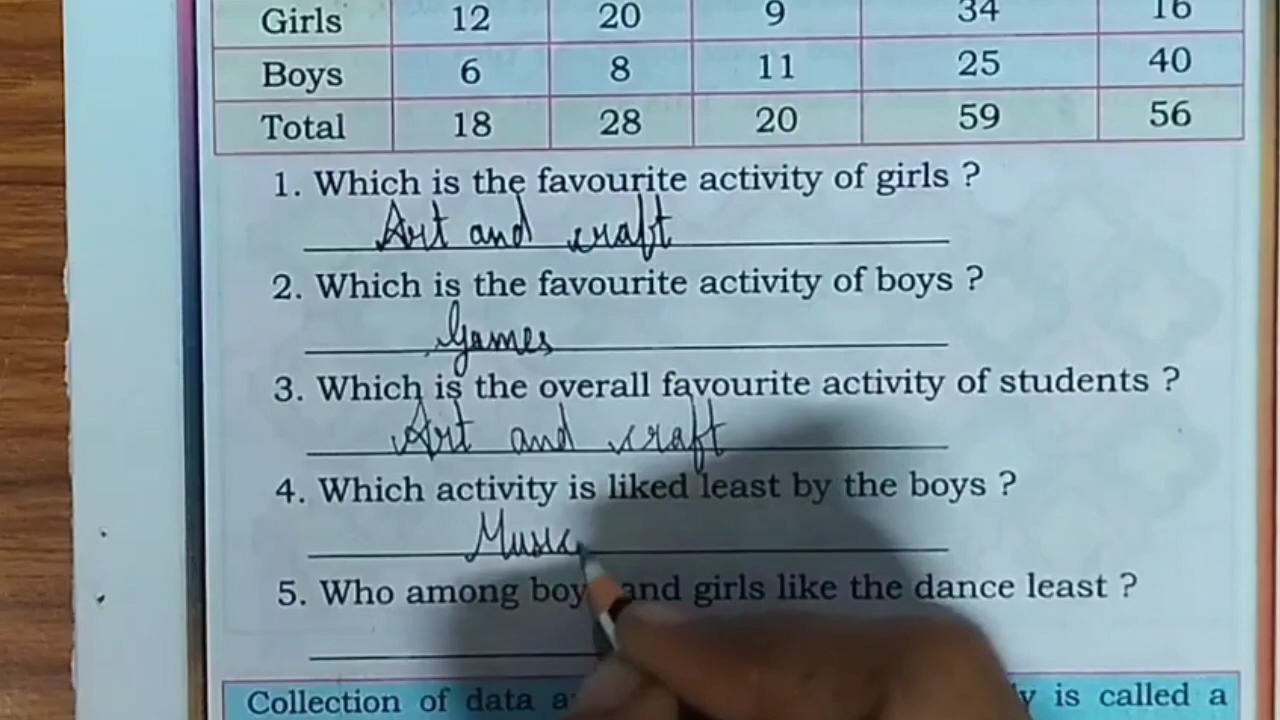 Girls 12 20 9 34 16
Boys 6 8 11 25 40
Total 18 28 20 59 56
1. Which is the favourite activity of girls ?
Art and craft
2. Which is the favourite activity of boys ?
Games
3. Which is the overall favourite activity of students ?
Art and craft
4. Which activity is liked least by the boys ?
Music
5. Who among boy and girls like the dance least ?
Collection of data is called a